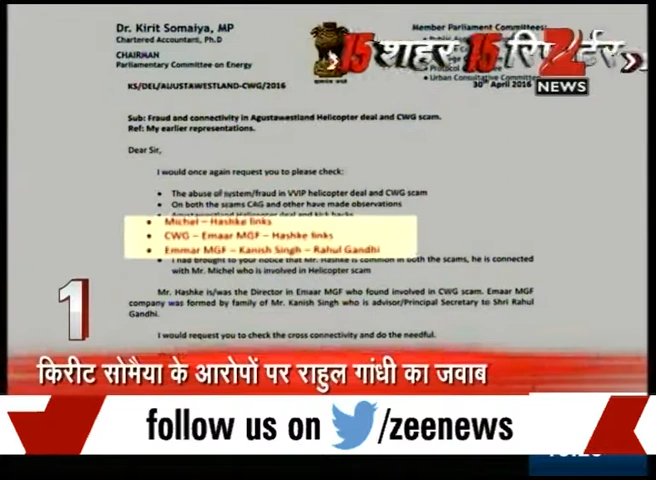 Dr. Kirit Somaiya, MP
Chartered Accountant, Ph.D
CHAIRMAN
Parliamentary Committee on Energy
Member Parliament Committees:
15 शहर 15 रिपोर्टर
Z
NEWS
• Urban Consultative Committee
KS/DEL/AUUSTAWESTLAND-CWG/2016
30th April 2016
Sub: Fraud and connectivity in Agustawestland Helicopter deal and CWG scam.
Ref: My earlier representations.
Dear Sir,
I would once again request you to please check:
• The abuse of system/fraud in VVIP helicopter deal and CWG scam
• On both the scams CAG and other have made observations
• Agustawestland Helicopter deal and kick backs
• Michel – Hashke links
• CWG – Emaar MGF – Hashke links
• Emmar MGF – Kanish Singh – Rahul Gandhi
• I had brought to your notice that Mr. Hashke is common in both the scams, he is connected
with Mr. Michel who is involved in Helicopter scam
Mr. Hashke is/was the Director in Emaar MGF who found involved in CWG scam. Emaar MGF
company was formed by family of Mr. Kanish Singh who is advisor/Principal Secretary to Shri Rahul
Gandhi.
I would request you to check the cross connectivity and do the needful.
1
किरीट सोमैया के आरोपों पर राहुल गांधी का जवाब
follow us on /zeenews